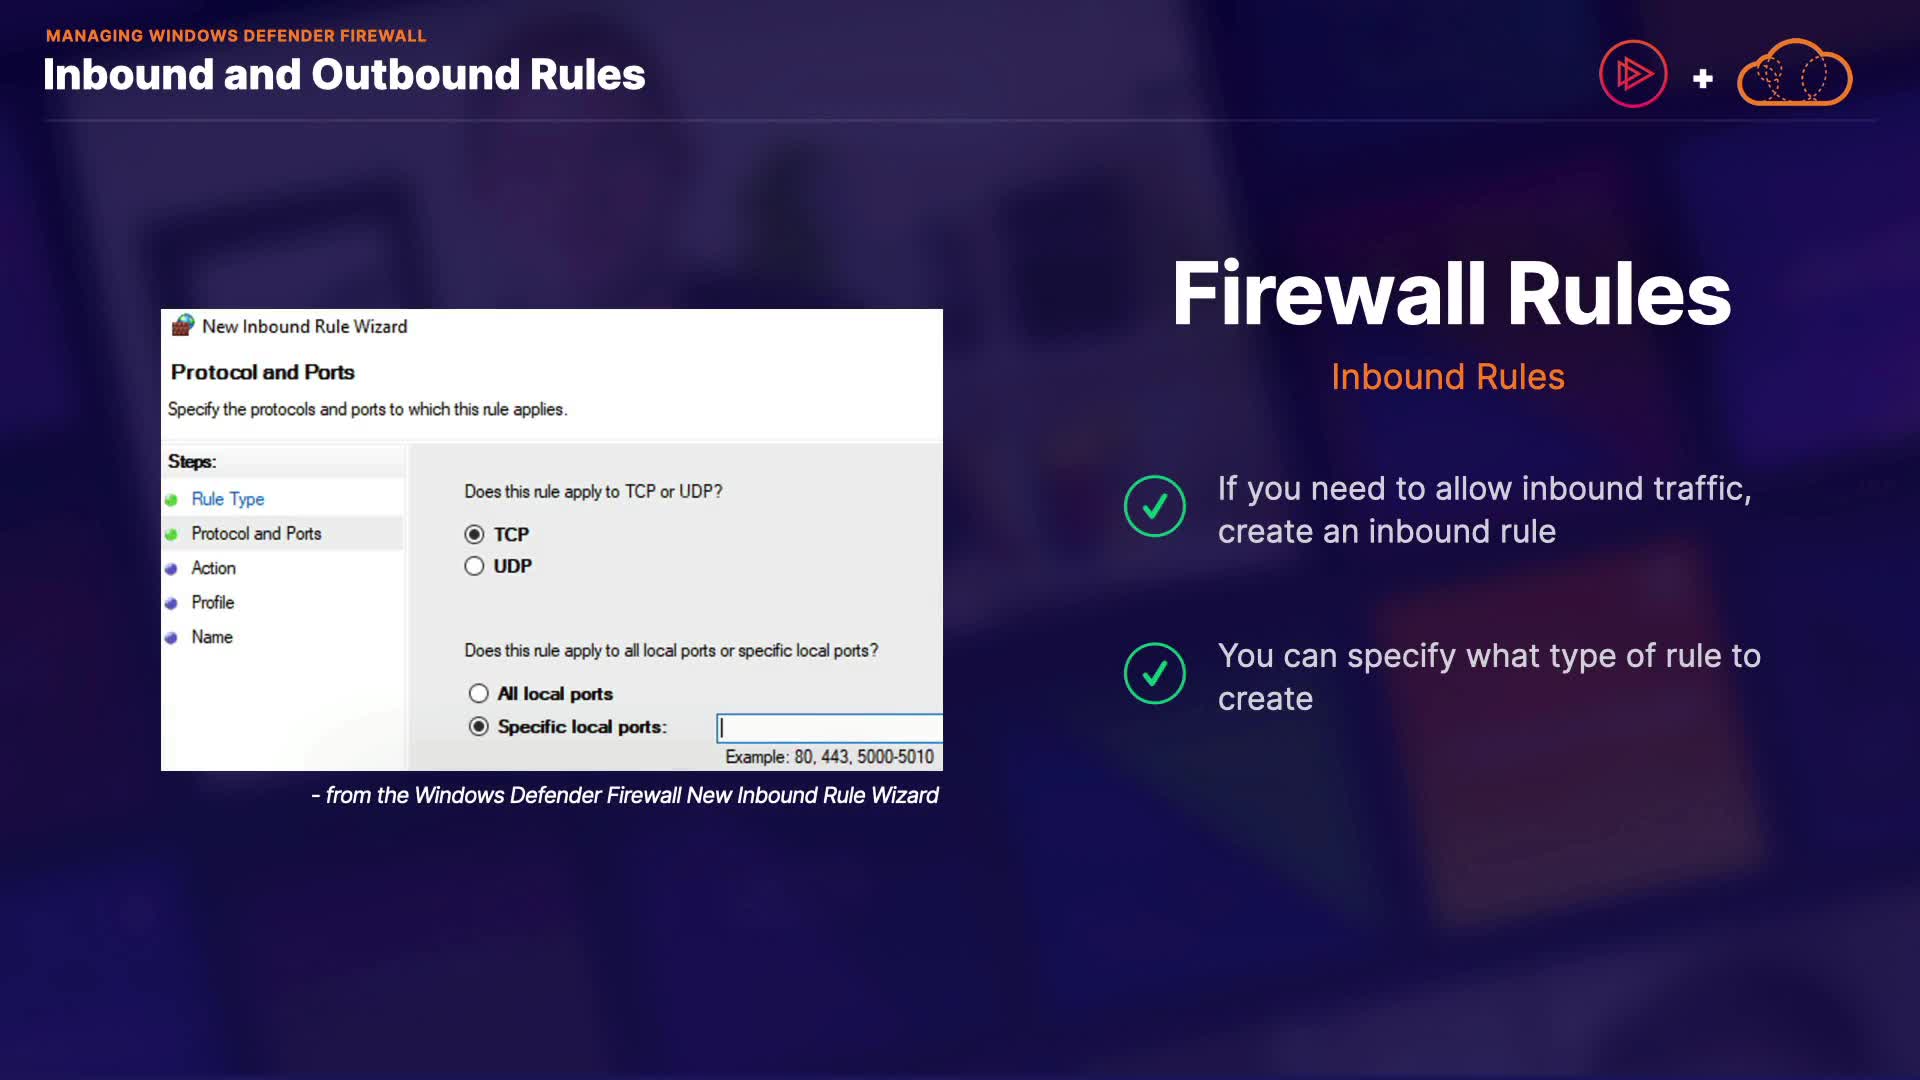 MANAGING WINDOWS DEFENDER FIREWALL
Inbound and Outbound Rules
+
New Inbound Rule Wizard
Protocol and Ports
Specify the protocols and ports to which this rule applies.
Steps:
Rule Type
Protocol and Ports
Action
Profile
Name
Does this rule apply to TCP or UDP?
TCP
UDP
Does this rule apply to all local ports or specific local ports?
All local ports
Specific local ports:
Example: 80, 443, 5000-5010
- from the Windows Defender Firewall New Inbound Rule Wizard
Firewall Rules
Inbound Rules
If you need to allow inbound traffic,
create an inbound rule
You can specify what type of rule to
create